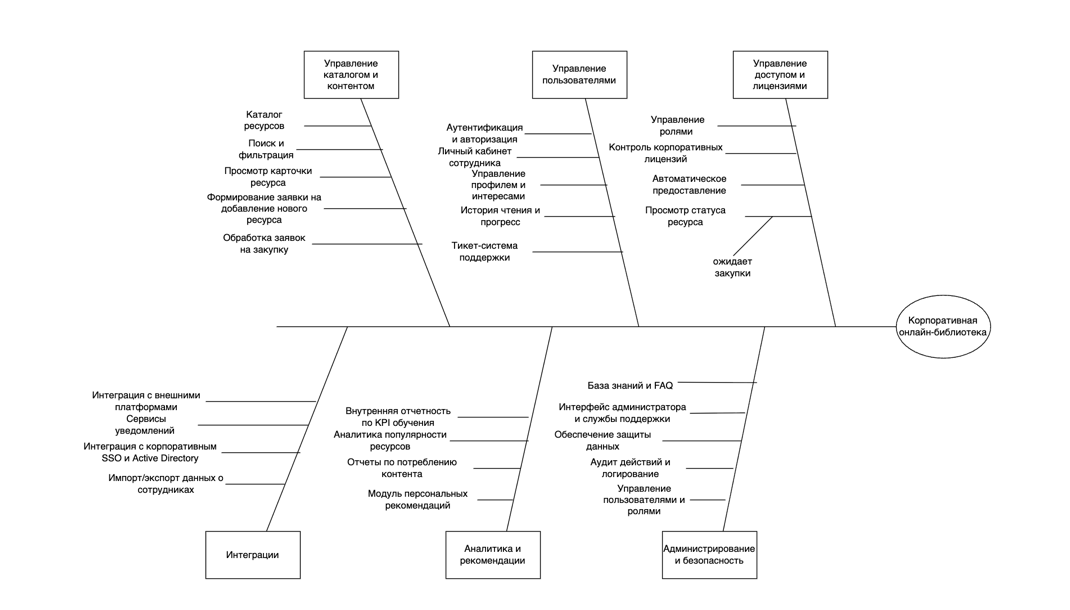 Управление
каталогом и
контентом
Каталог
ресурсов
Поиск и
фильтрация
Просмотр карточки
ресурса
Формирование заявки на
добавление нового
ресурса
Обработка заявок
на закупку
Управление
пользователями
Аутентификация
и авторизация
Личный кабинет
сотрудника
Управление
профилем и
интересами
История чтения и
прогресс
Тикет-система
поддержки
Управление
доступом и
лицензиями
Управление
ролями
Контроль корпоративных
лицензий
Автоматическое
предоставление
Просмотр статуса
ресурса
ожидает
закупки
Корпоративная
онлайн-библиотека
Интеграция с внешними
платформами
Сервисы
уведомлений
Интеграция с корпоративным
SSO и Active Directory
Импорт/экспорт данных о
сотрудниках
Интеграции
Внутренняя отчетность
по KPI обучения
Аналитика популярности
ресурсов
Отчеты по потреблению
контента
Модуль персональных
рекомендаций
Аналитика и
рекомендации
База знаний и FAQ
Интерфейс администратора
и службы поддержки
Обеспечение защиты
данных
Аудит действий и
логирование
Управление
пользователями и
ролями
Администрирование
и безопасность